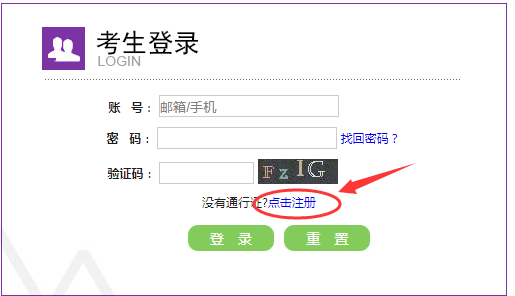 考生登录
LOGIN
账 号： 邮箱/手机
密 码： 找回密码？
验证码： FzIG
没有通行证?点击注册
登 录 重 置